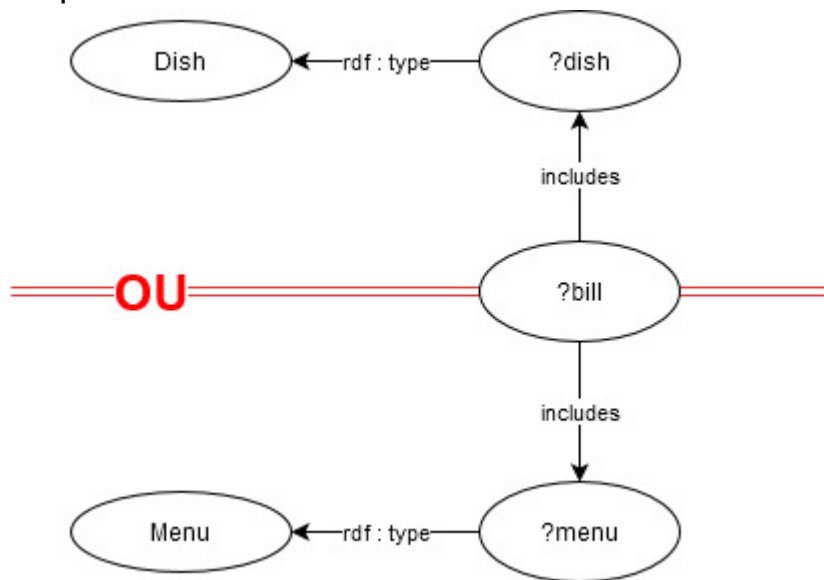 Dish
rdf : type
?dish
includes
OU
?bill
includes
Menu
rdf : type
?menu